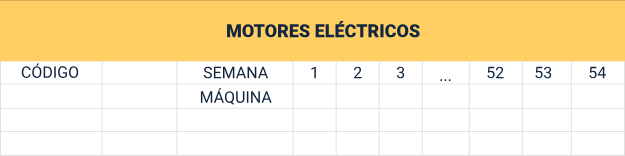 MOTORES ELÉCTRICOS
CÓDIGO SEMANA 1 2 3 ... 52 53 54
MÁQUINA